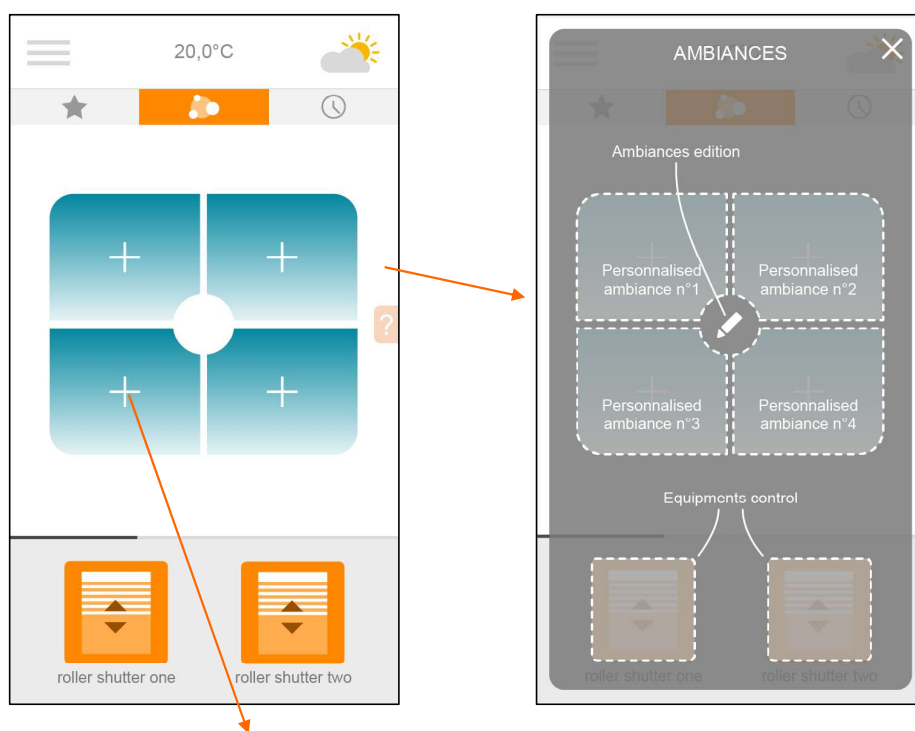 20,0°C
?
roller shutter one
roller shutter two
AMBIANCES
Ambiances edition
Personnalised
ambiance n°1
Personnalised
ambiance n°2
Personnalised
ambiance n°3
Personnalised
ambiance n°4
Equipments control
roller shutter one
roller shutter two